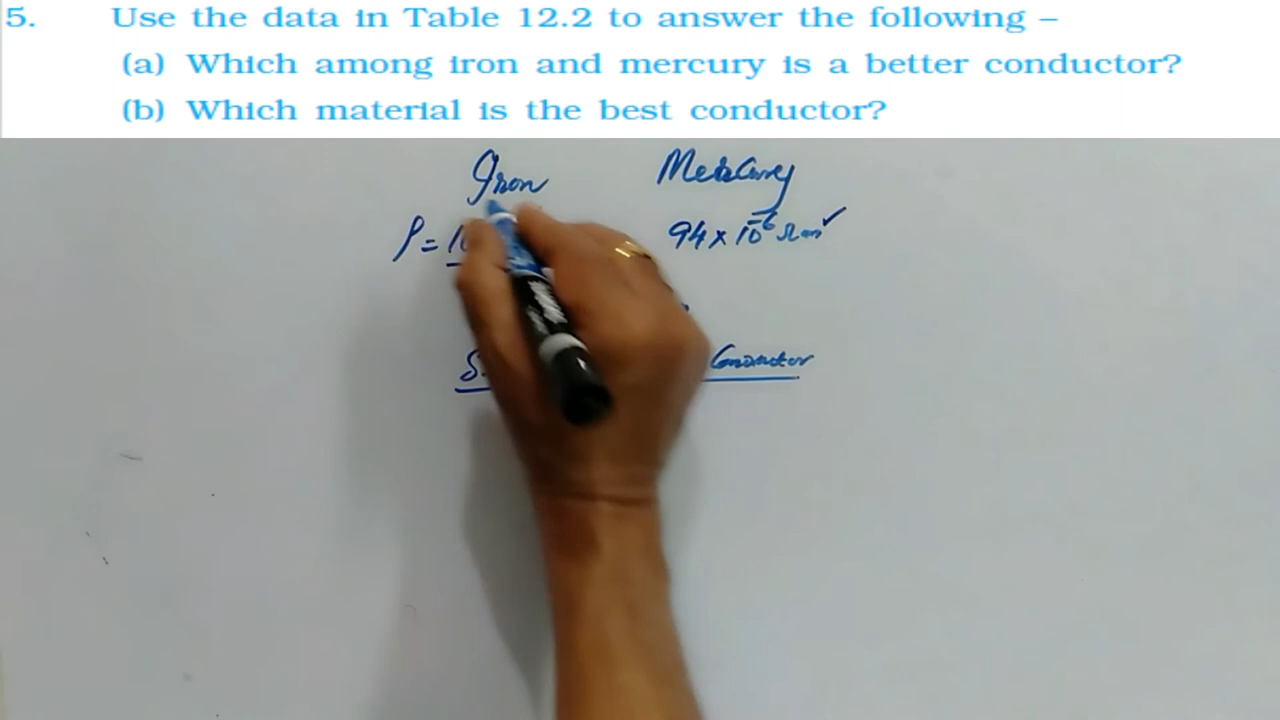 5. Use the data in Table 12.2 to answer the following –
(a) Which among iron and mercury is a better conductor?
(b) Which material is the best conductor?
Iron Mercury
ρ = 10 94 × 10⁻⁶ Ωm ✓
Conductor